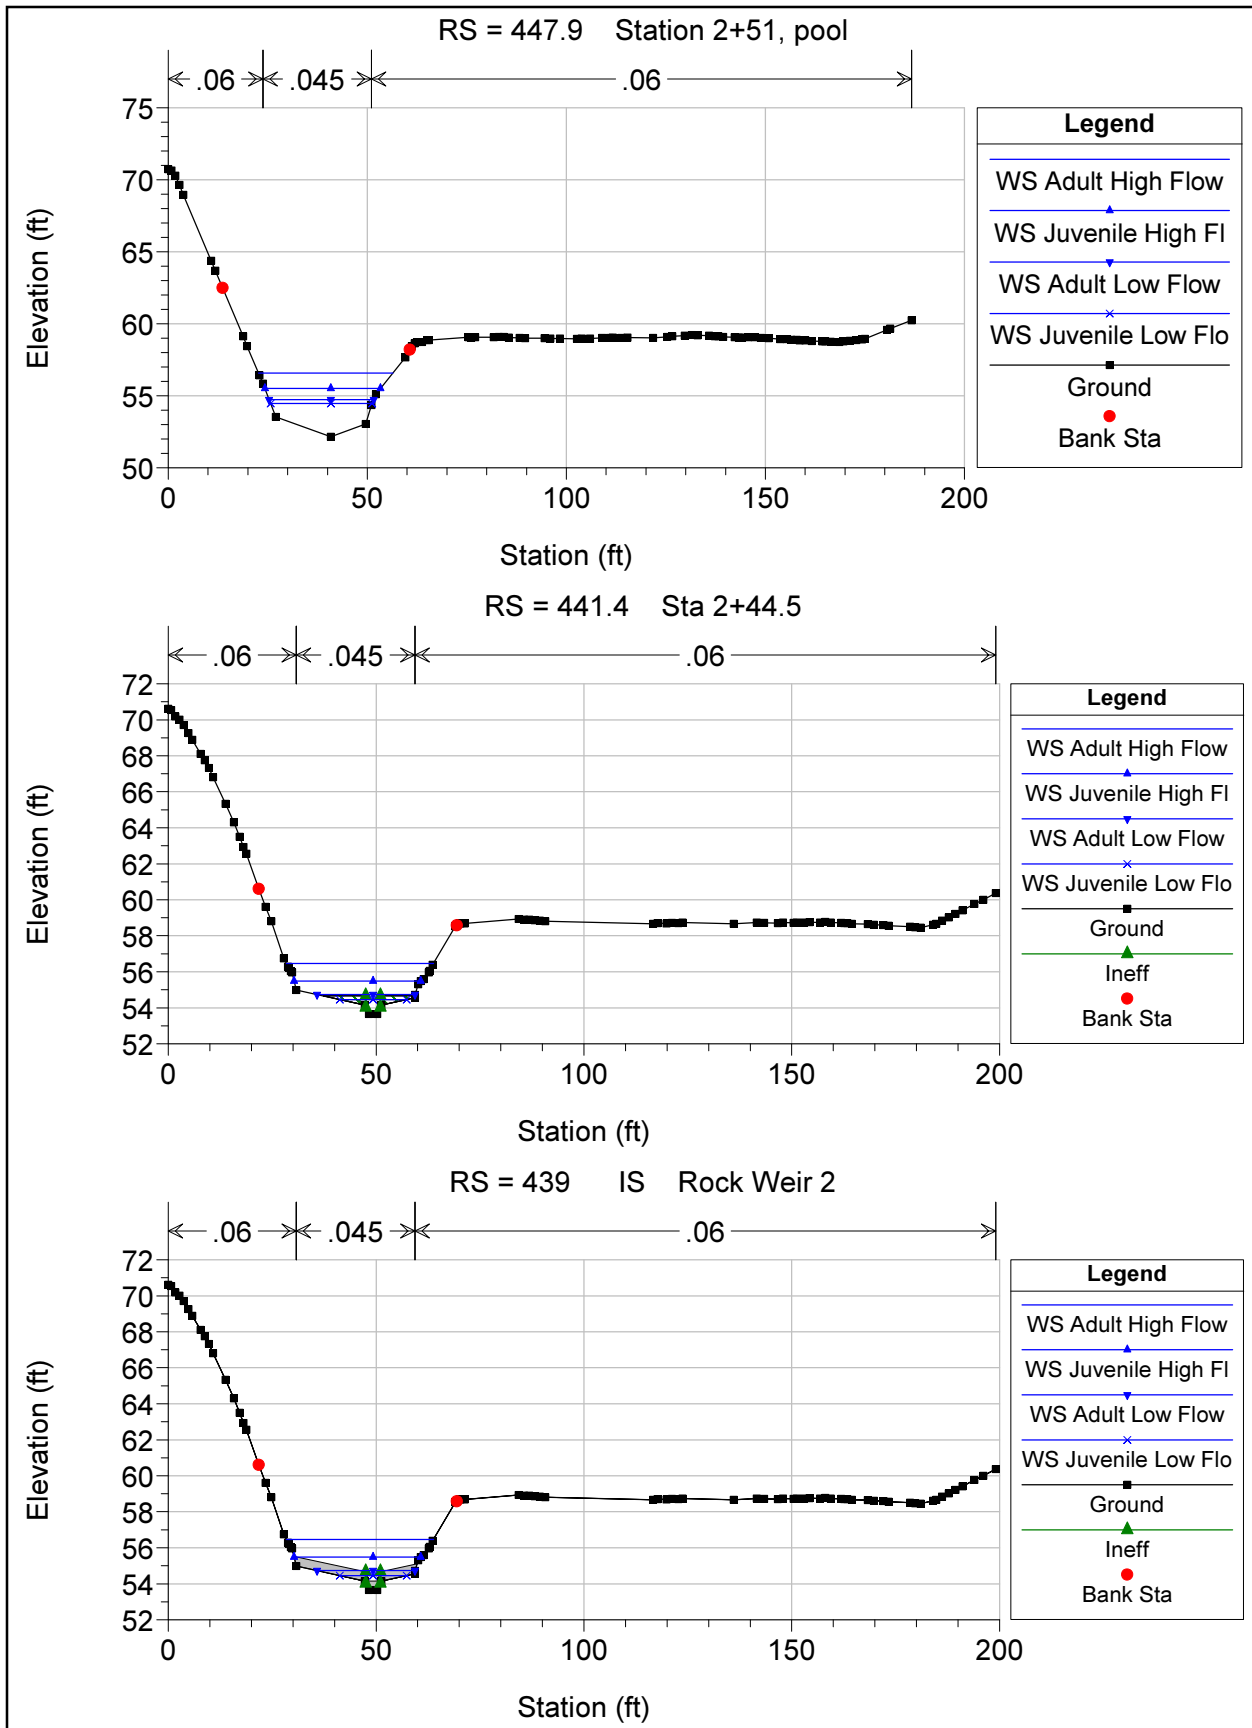 RS = 447.9 Station 2+51, pool
.06 .045 .06
75
70
65
60
55
50
0 50 100 150 200
Elevation (ft)
Station (ft)
Legend
WS Adult High Flow
WS Juvenile High Fl
WS Adult Low Flow
WS Juvenile Low Flo
Ground
Bank Sta
RS = 441.4 Sta 2+44.5
.06 .045 .06
72
70
68
66
64
62
60
58
56
54
52
0 50 100 150 200
Elevation (ft)
Station (ft)
Legend
WS Adult High Flow
WS Juvenile High Fl
WS Adult Low Flow
WS Juvenile Low Flo
Ground
Ineff
Bank Sta
RS = 439 IS Rock Weir 2
.06 .045 .06
72
70
68
66
64
62
60
58
56
54
52
0 50 100 150 200
Elevation (ft)
Station (ft)
Legend
WS Adult High Flow
WS Juvenile High Fl
WS Adult Low Flow
WS Juvenile Low Flo
Ground
Ineff
Bank Sta